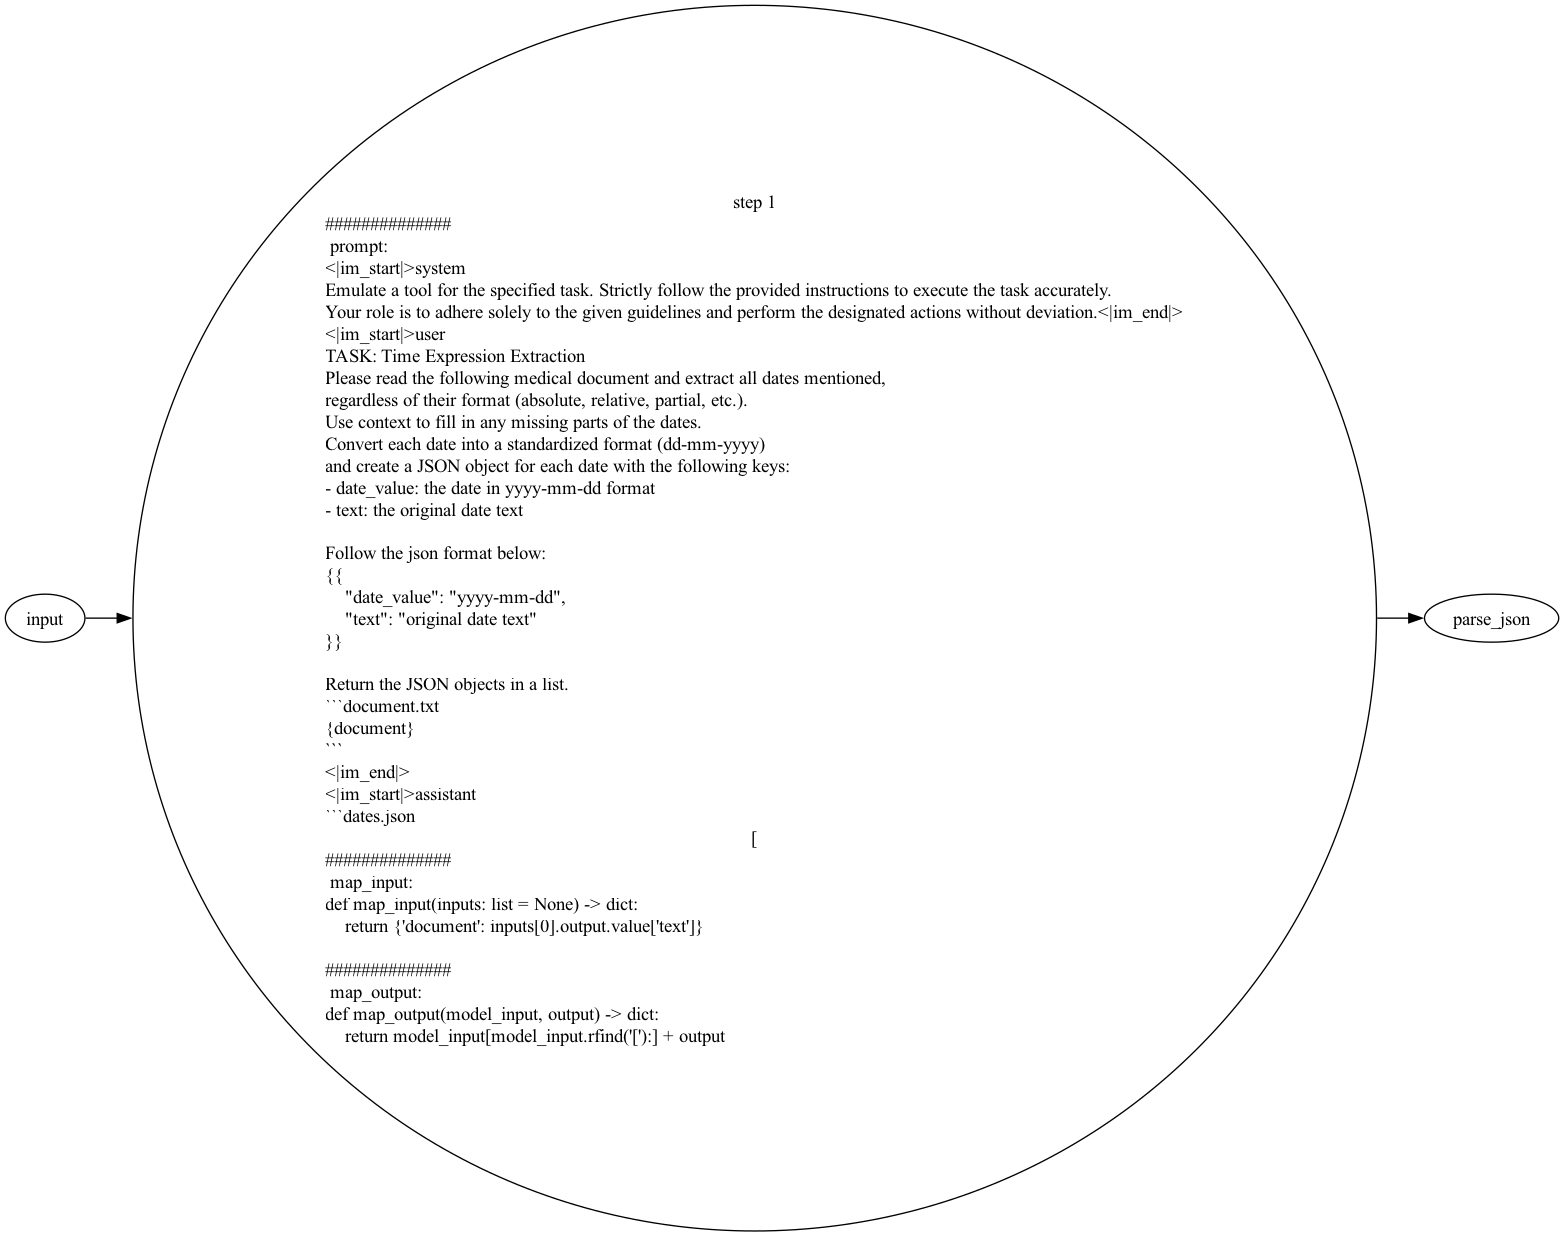 step 1
##############
prompt:
<|im_start|>system
Emulate a tool for the specified task. Strictly follow the provided instructions to execute the task accurately.
Your role is to adhere solely to the given guidelines and perform the designated actions without deviation.<|im_end|>
<|im_start|>user
TASK: Time Expression Extraction
Please read the following medical document and extract all dates mentioned,
regardless of their format (absolute, relative, partial, etc.).
Use context to fill in any missing parts of the dates.
Convert each date into a standardized format (dd-mm-yyyy)
and create a JSON object for each date with the following keys:
- date_value: the date in yyyy-mm-dd format
- text: the original date text
Follow the json format below:
{{
"date_value": "yyyy-mm-dd",
"text": "original date text"
}}
Return the JSON objects in a list.
```document.txt
{document}
```
<|im_end|>
<|im_start|>assistant
```dates.json
[
##############
map_input:
def map_input(inputs: list = None) -> dict:
return {'document': inputs[0].output.value['text']}
##############
map_output:
def map_output(model_input, output) -> dict:
return model_input[model_input.rfind('['):] + output
input
parse_json